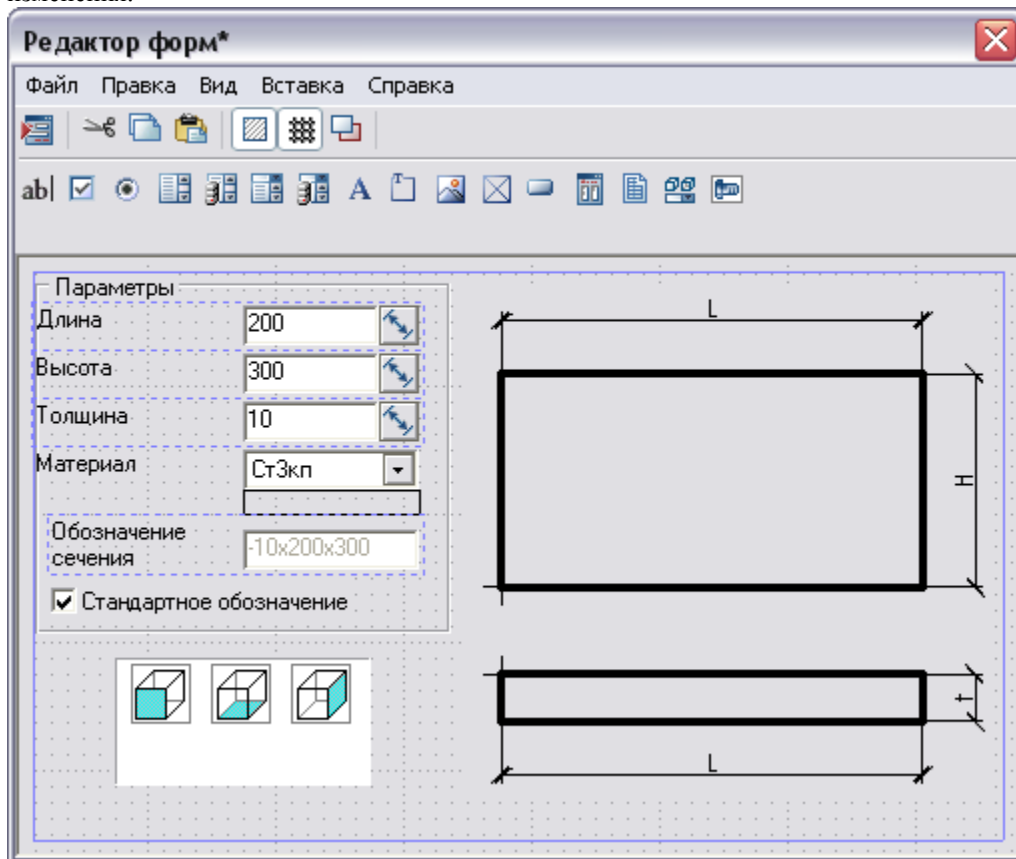 Редактор форм*
Файл Правка Вид Вставка Справка
ab| A
Параметры
Длина 200
Высота 300
Толщина 10
Материал Ст3кп
Обозначение
сечения
-10x200x300
Стандартное обозначение
L
H
t
L